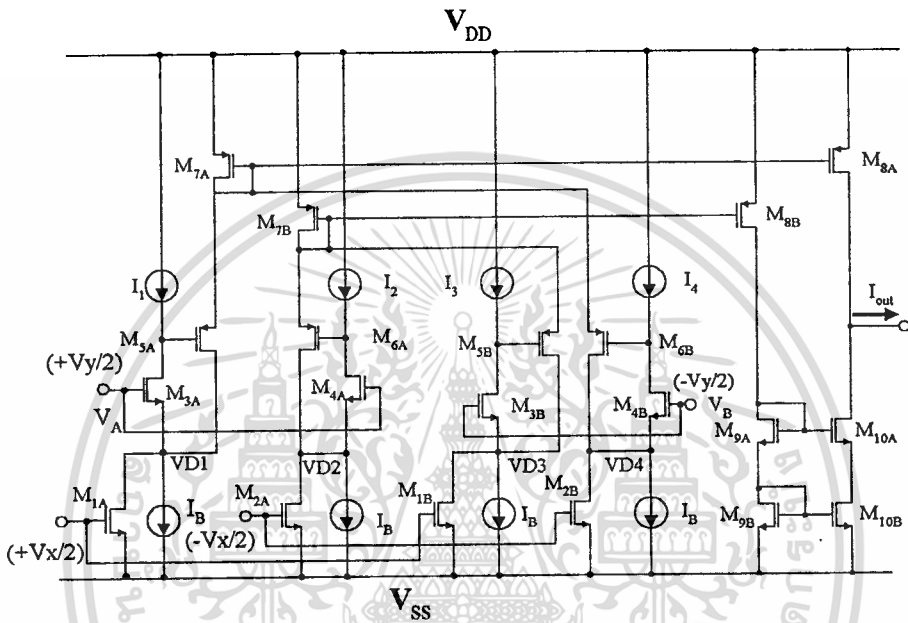 V_DD
M_7A
M_8A
M_7B
M_8B
I_1
I_2
I_3
I_4
I_out
M_5A
M_6A
M_5B
M_6B
(+Vy/2)
(-Vy/2)
M_3A
M_4A
M_3B
M_4B
V_A
V_B
M_9A
M_10A
VD1
VD2
VD3
VD4
M_1A
M_2A
M_1B
M_2B
I_B
I_B
I_B
I_B
M_9B
M_10B
(+Vx/2)
(-Vx/2)
V_SS